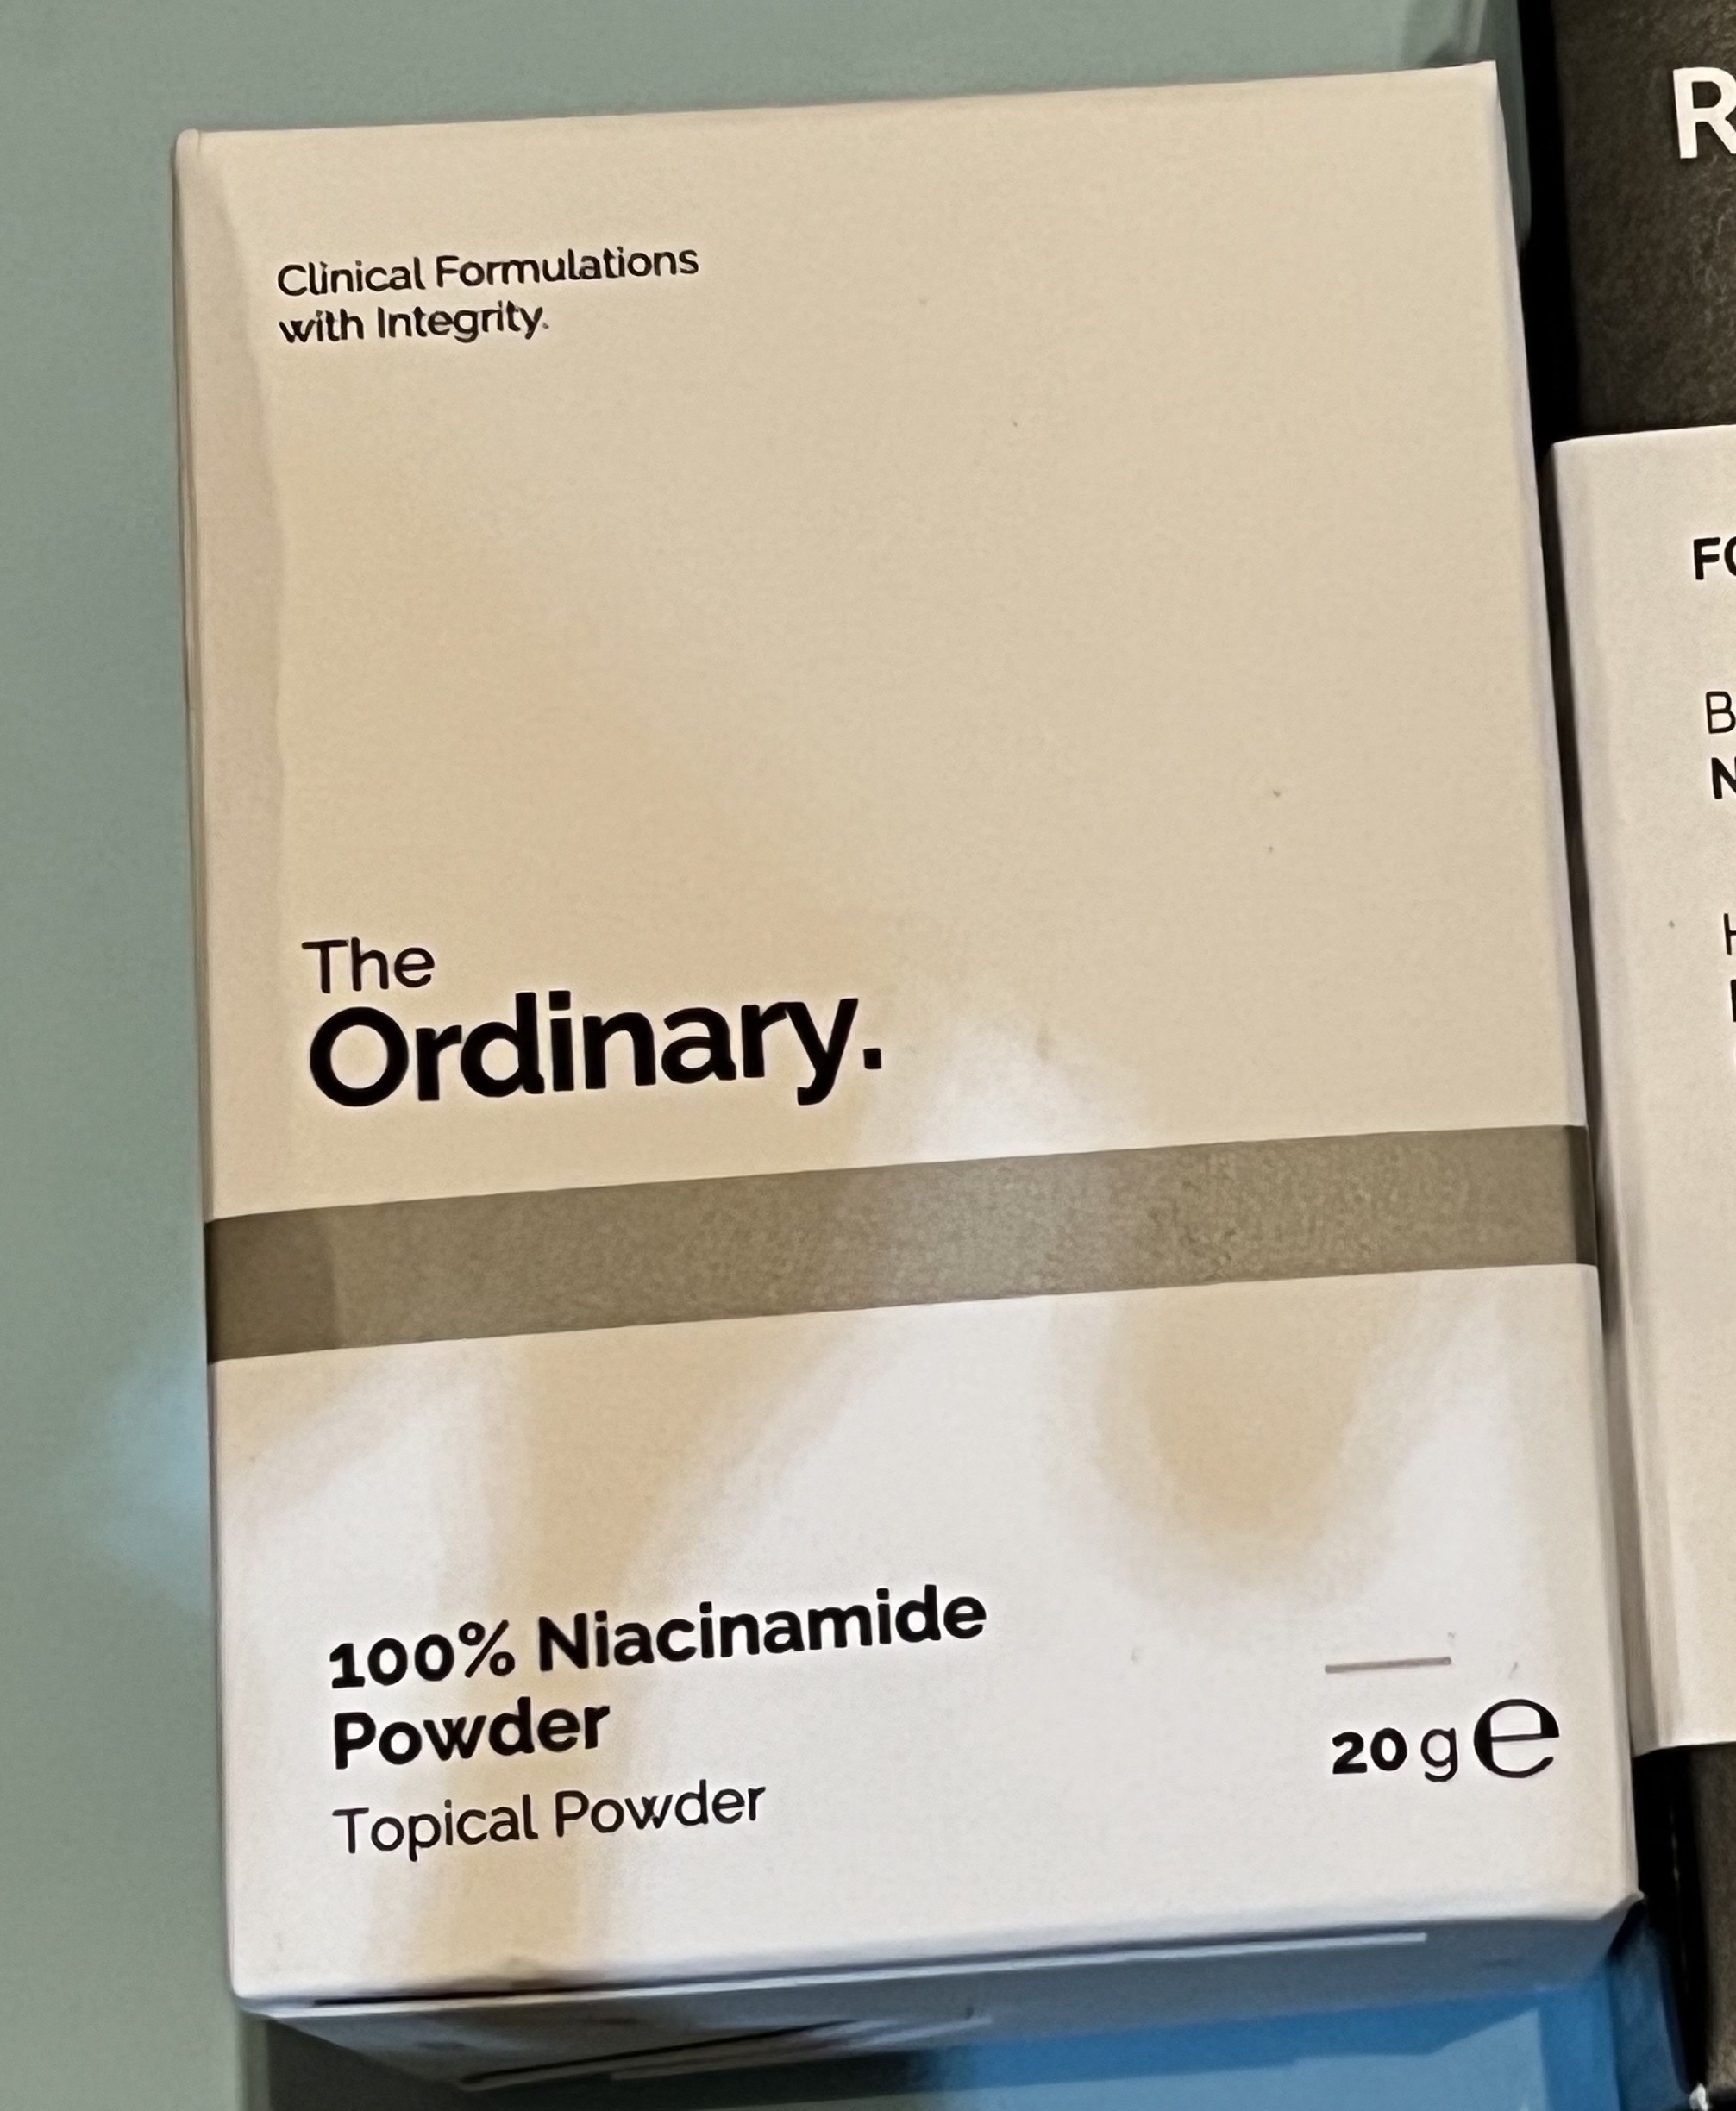 Clinical Formulations
with Integrity.
The
Ordinary.
100% Niacinamide
Powder
Topical Powder
20 g e
R
B